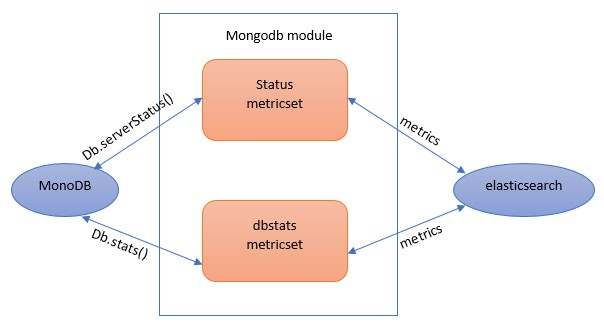 Mongodb module
Status
metricset
Db.serverStatus()
metrics
MonoDB
elasticsearch
dbstats
metricset
Db.stats()
metrics